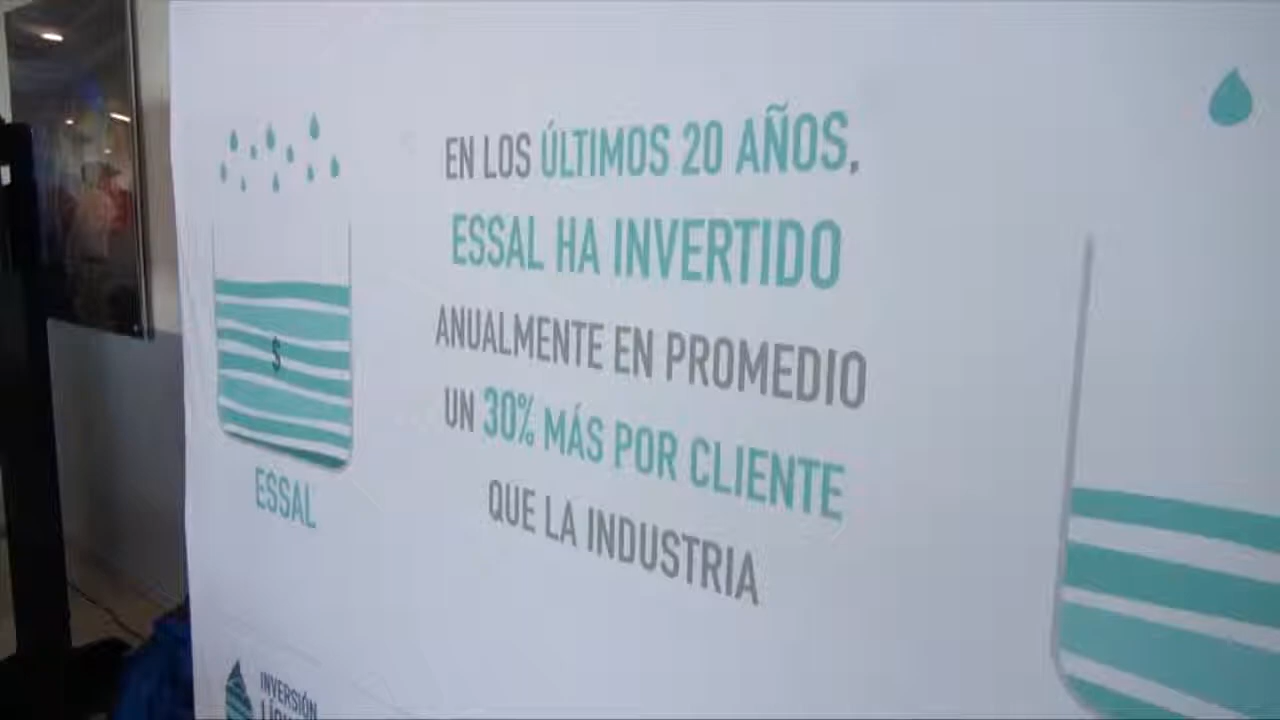 EN LOS ÚLTIMOS 20 AÑOS,
ESSAL HA INVERTIDO
ANUALMENTE EN PROMEDIO
UN 30% MÁS POR CLIENTE
QUE LA INDUSTRIA
$
ESSAL
INVERSIÓN